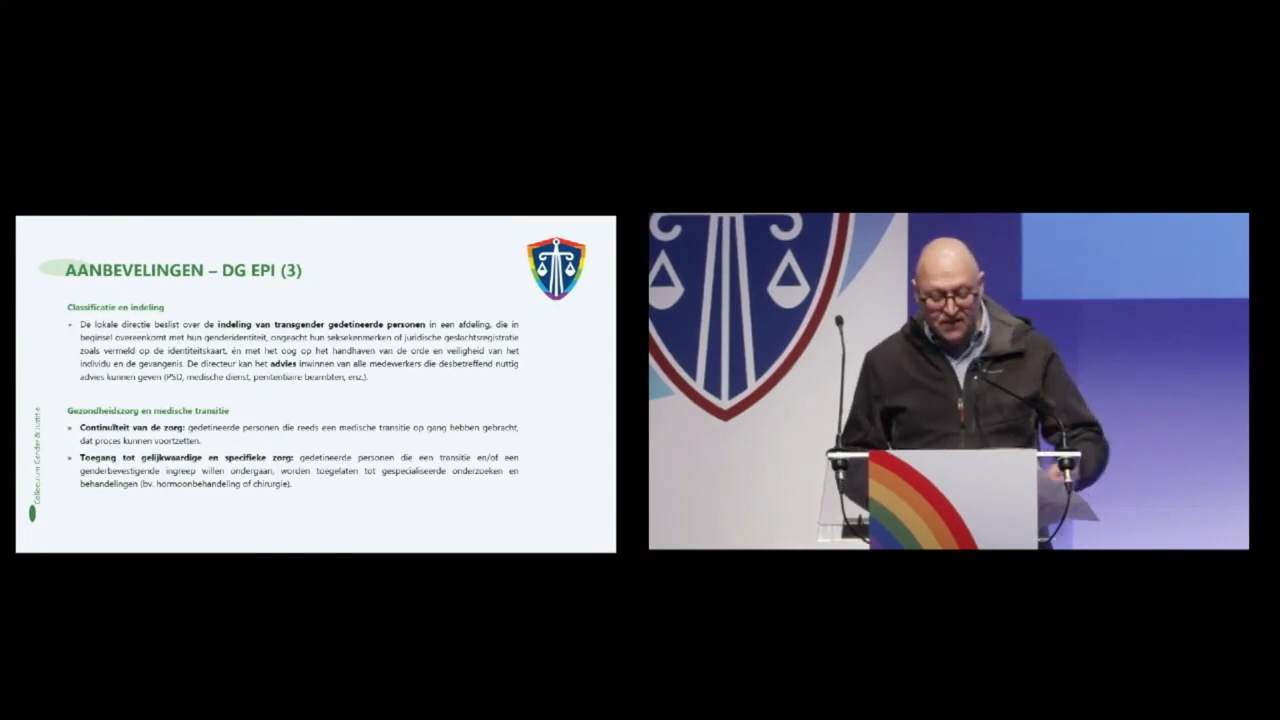 AANBEVELINGEN – DG EPI (3)
Classificatie en indeling
» De lokale directie beslist over de indeling van transgender gedetineerde personen in een afdeling, die in
beginsel overeenkomt met hun genderidentiteit, ongeacht hun seksekenmerken of juridische geslachtsregistratie
zoals vermeld op de identiteitskaart, én met het oog op het handhaven van de orde en veiligheid van het
individu en de gevangenis. De directeur kan het advies inwinnen van alle medewerkers die desbetreffend nuttig
advies kunnen geven (PSD, medische dienst, penitentiaire beambten, enz.).
Gezondheidszorg en medische transitie
» Continuïteit van de zorg: gedetineerde personen die reeds een medische transitie op gang hebben gebracht,
dat proces kunnen voortzetten.
» Toegang tot gelijkwaardige en specifieke zorg: gedetineerde personen die een transitie en/of een
genderbevestigende ingreep willen ondergaan, worden toegelaten tot gespecialiseerde onderzoeken en
behandelingen (bv. hormoonbehandeling of chirurgie).
Colloquium Gender & Justitie